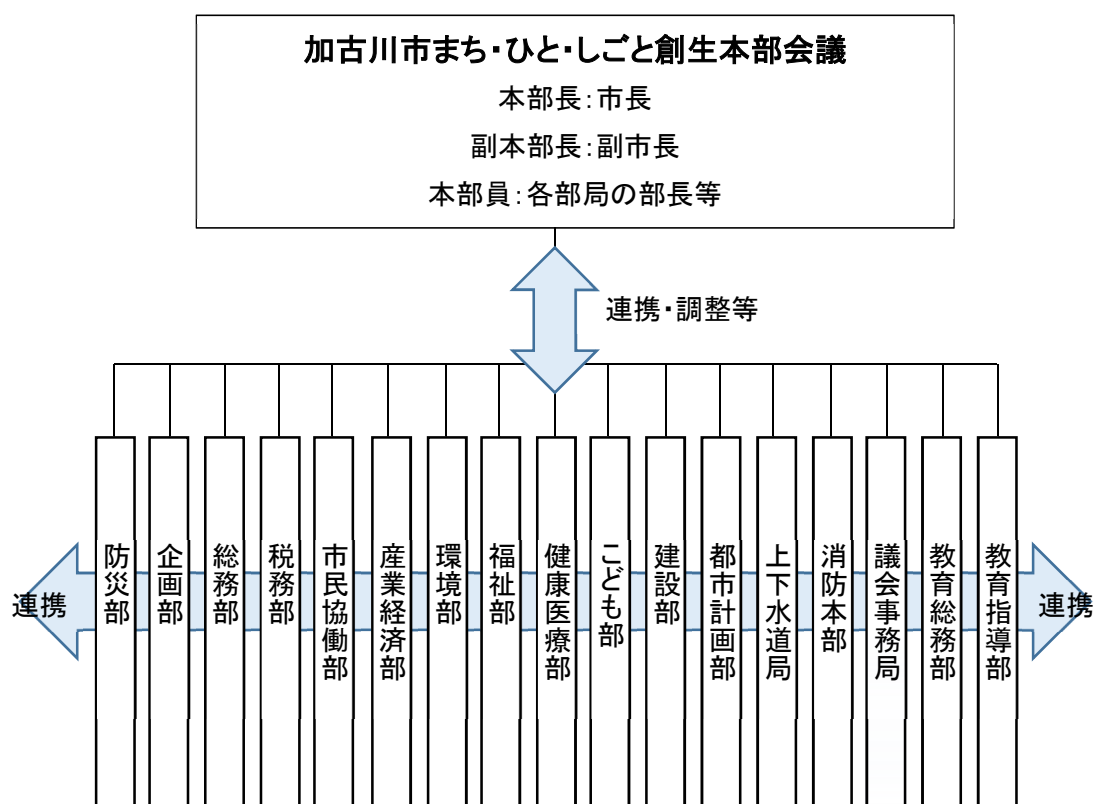 加古川市まち・ひと・しごと創生本部会議
本部長：市長
副本部長：副市長
本部員：各部局の部長等
連携・調整等
連携
防災部
企画部
総務部
税務部
市民協働部
産業経済部
環境部
福祉部
健康医療部
こども部
建設部
都市計画部
上下水道局
消防本部
議会事務局
教育総務部
教育指導部
連携